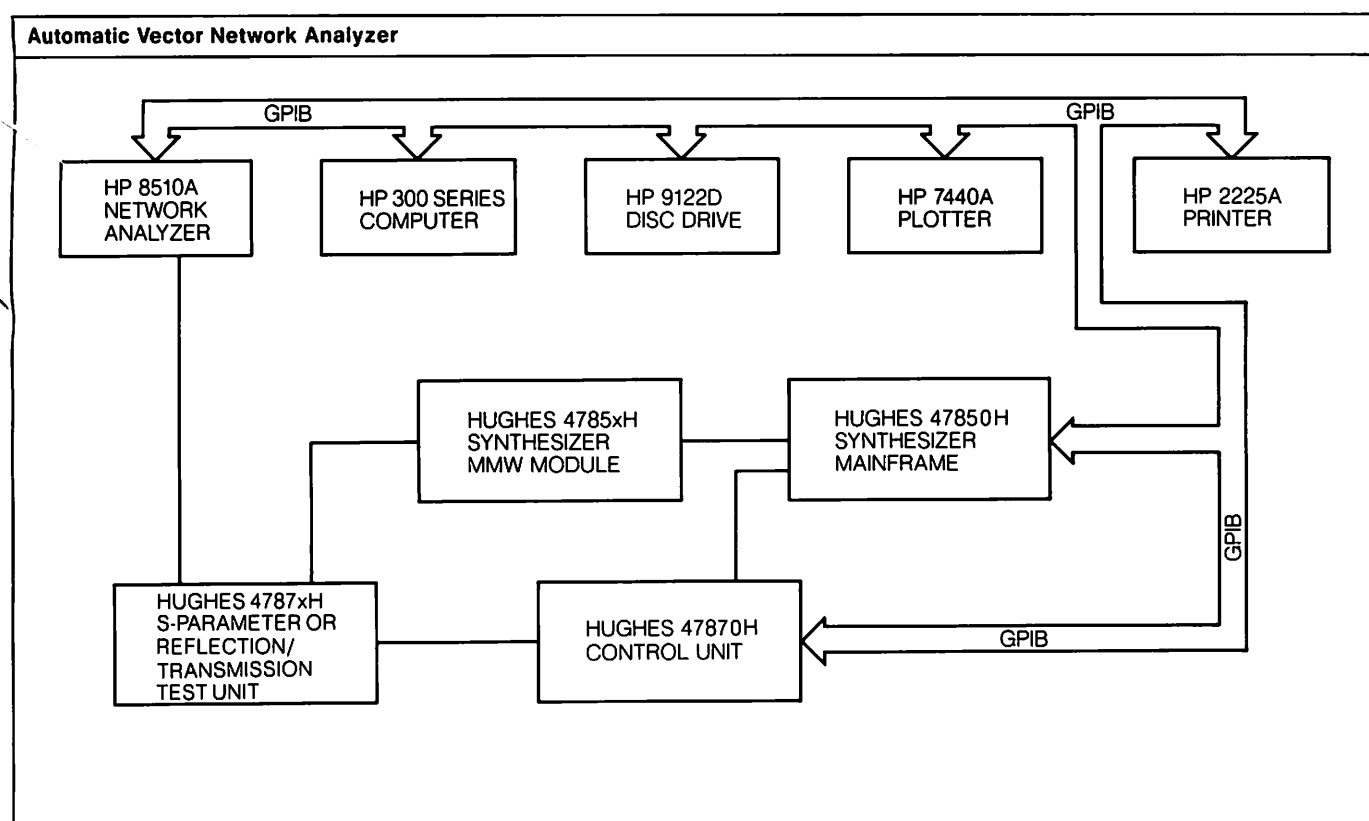 Automatic Vector Network Analyzer
GPIB
GPIB
HP 8510A
NETWORK
ANALYZER
HP 300 SERIES
COMPUTER
HP 9122D
DISC DRIVE
HP 7440A
PLOTTER
HP 2225A
PRINTER
HUGHES 4785xH
SYNTHESIZER
MMW MODULE
HUGHES 47850H
SYNTHESIZER
MAINFRAME
GPIB
HUGHES 4787xH
S-PARAMETER OR
REFLECTION/
TRANSMISSION
TEST UNIT
HUGHES 47870H
CONTROL UNIT
GPIB